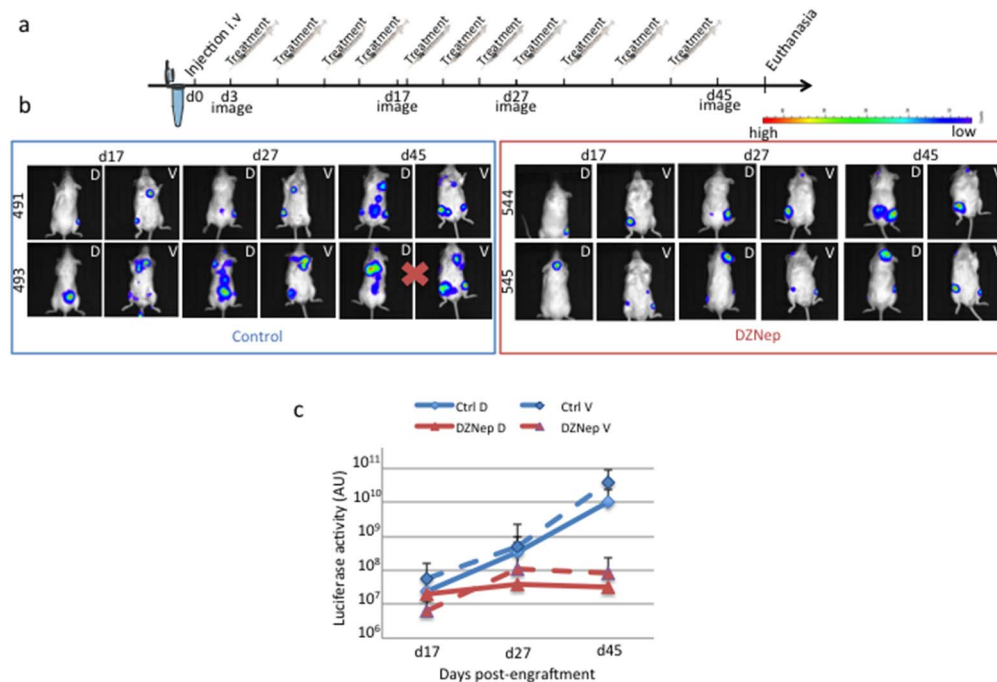 a
Injection i.v
Treatment
Treatment
Treatment
Treatment
Treatment
Treatment
Treatment
Treatment
Treatment
Treatment
Treatment
Euthanasia
d0
d3
image
d17
image
d27
image
d45
image
high
low
b
d17
d27
d45
491
D
V
D
V
D
V
493
D
V
D
V
D
V
Control
d17
d27
d45
544
D
V
D
V
D
V
545
D
V
D
V
D
V
DZNep
c
Ctrl D
Ctrl V
DZNep D
DZNep V
Luciferase activity (AU)
10¹¹
10¹⁰
10⁹
10⁸
10⁷
10⁶
d17
d27
d45
Days post-engraftment